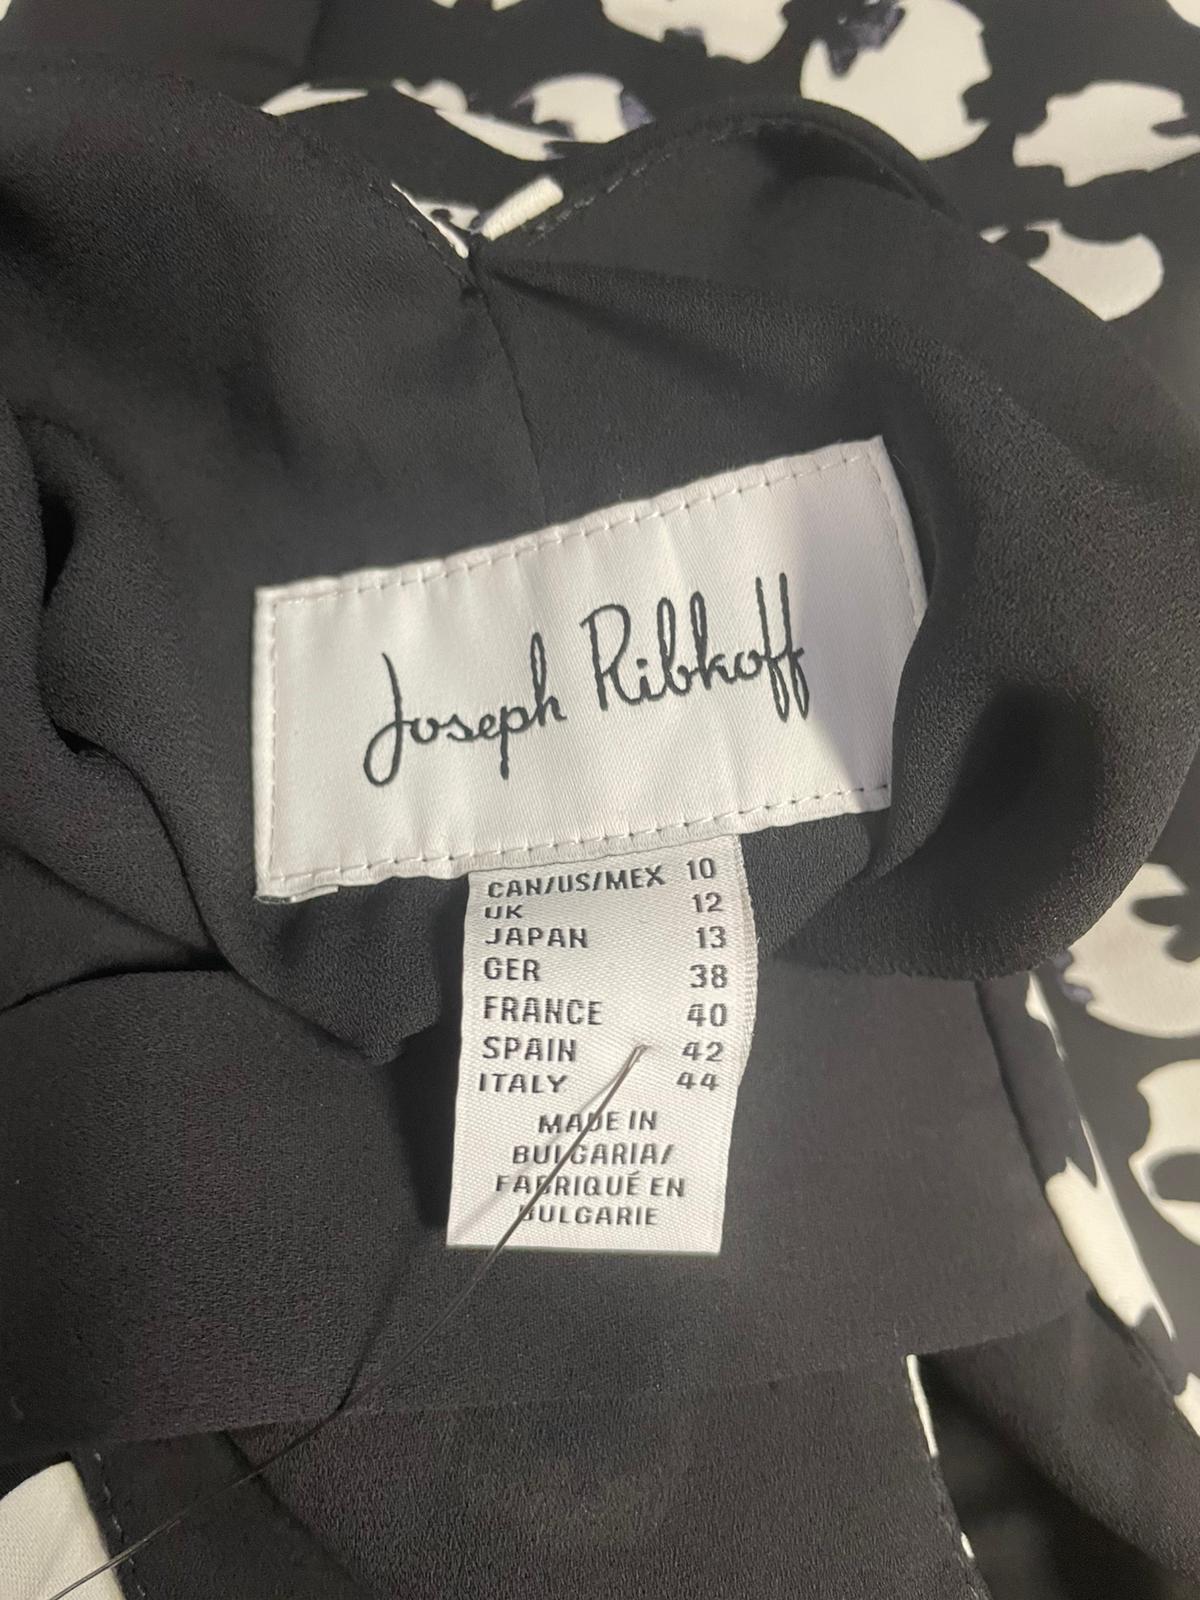 Joseph Ribkoff
CAN/US/MEX 10
UK 12
JAPAN 13
GER 38
FRANCE 40
SPAIN 42
ITALY 44
MADE IN
BULGARIA/
FABRIQUÉ EN
BULGARIE